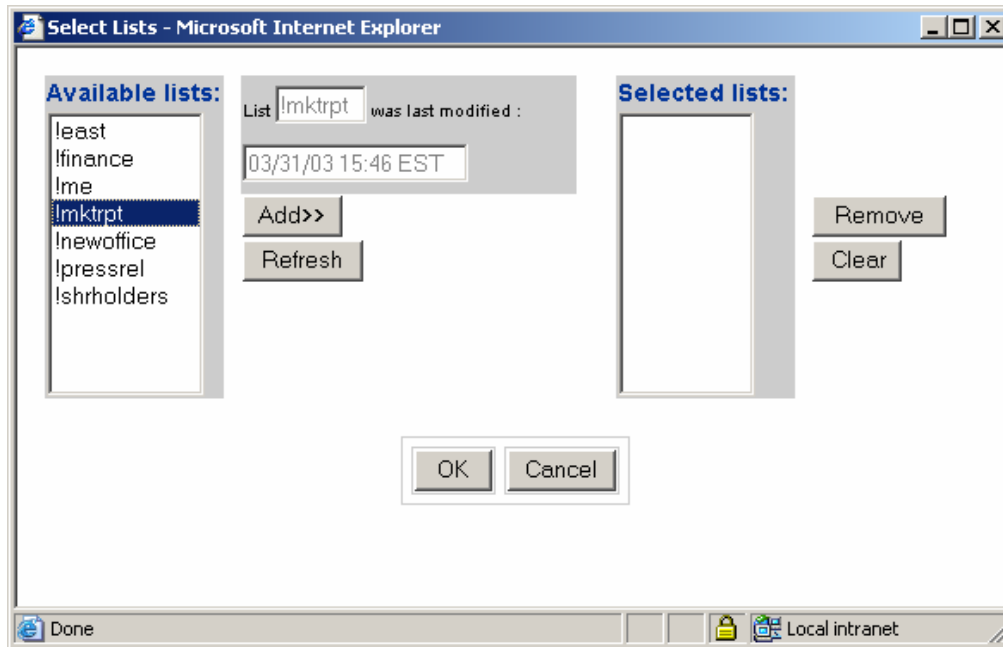 Select Lists - Microsoft Internet Explorer
Available lists:
!east
!finance
!me
!mktrpt
!newoffice
!pressrel
!shrholders
List !mktrpt was last modified :
03/31/03 15:46 EST
Add>>
Refresh
Selected lists:
Remove
Clear
OK Cancel
Done Local intranet